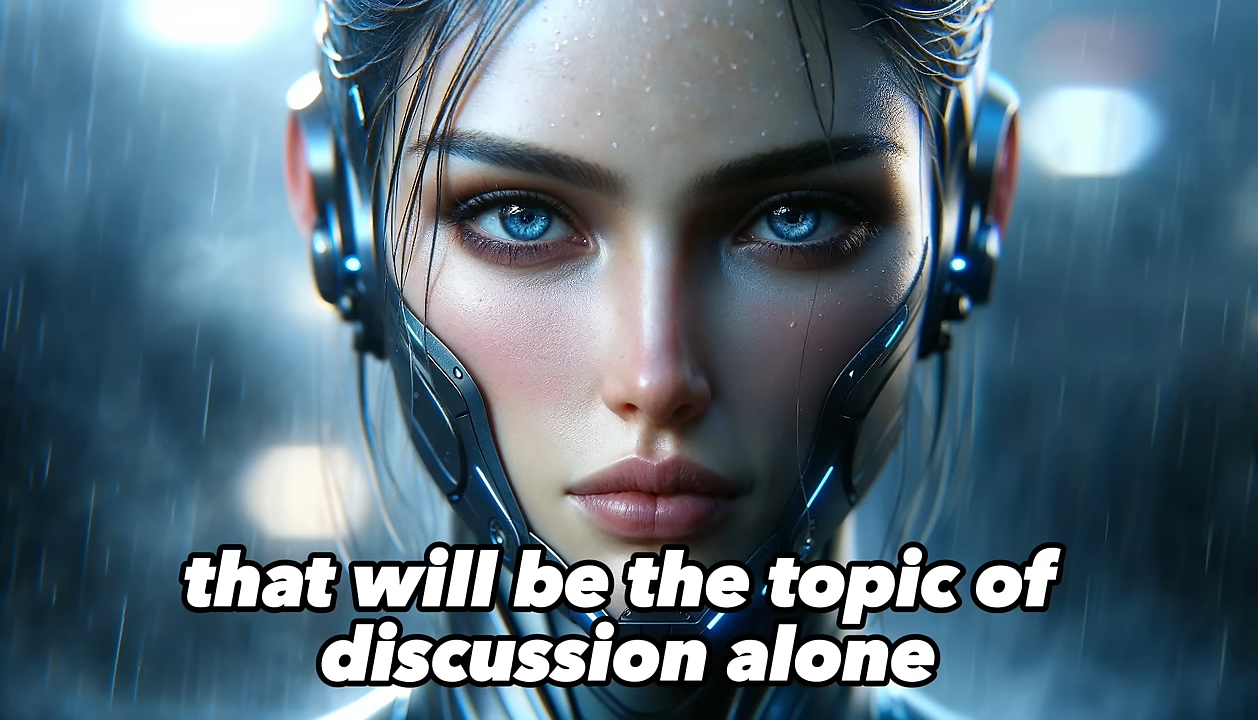 that will be the topic of
discussion alone